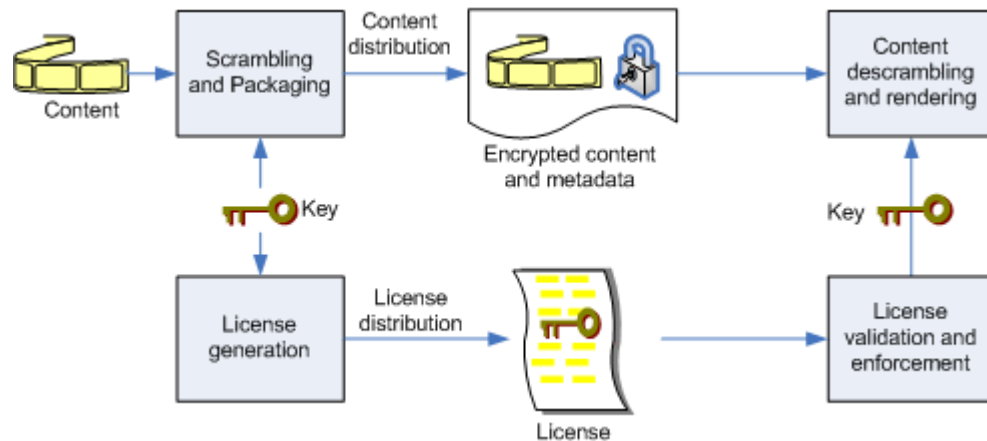 Content
Scrambling
and Packaging
Content
distribution
Encrypted content
and metadata
Content
descrambling
and rendering
Key
Key
License
generation
License
distribution
License
License
validation and
enforcement